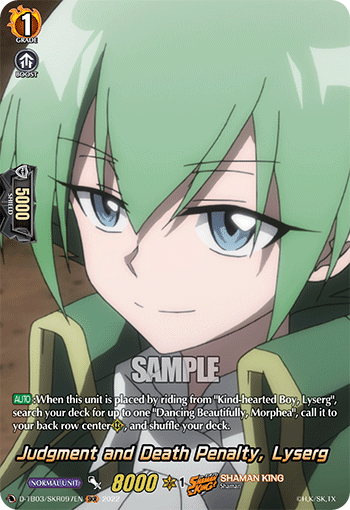 1
GRADE
BOOST
5000
SHIELD
SAMPLE
AUTO:When this unit is placed by riding from "Kind-hearted Boy, Lyserg",
search your deck for up to one "Dancing Beautifully, Morphea", call it to
your back row center R, and shuffle your deck.
Judgment and Death Penalty, Lyserg
NORMAL UNIT
8000
1
SHAMAN KING
SHAMAN KING
Shaman
D-TB03/SKR097EN
2022
©H.K/SK,TX